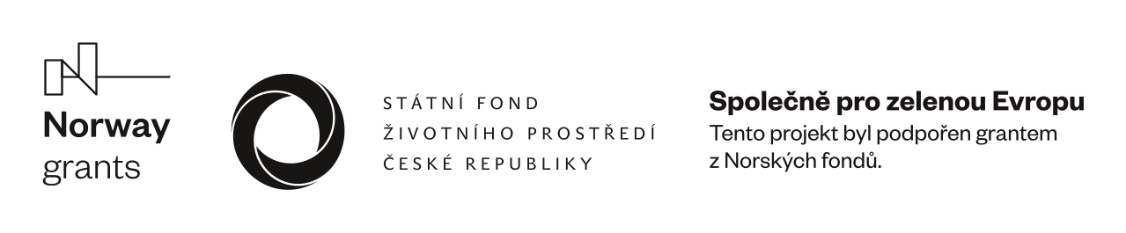 Norway
grants
STÁTNÍ FOND
ŽIVOTNÍHO PROSTŘEDÍ
ČESKÉ REPUBLIKY
Společně pro zelenou Evropu
Tento projekt byl podpořen grantem
z Norských fondů.